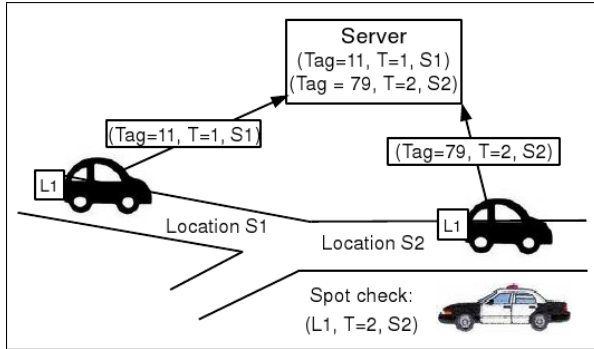 Server
(Tag=11, T=1, S1)
(Tag = 79, T=2, S2)
(Tag=11, T=1, S1)
(Tag=79, T=2, S2)
L1
L1
Location S1
Location S2
Spot check:
(L1, T=2, S2)